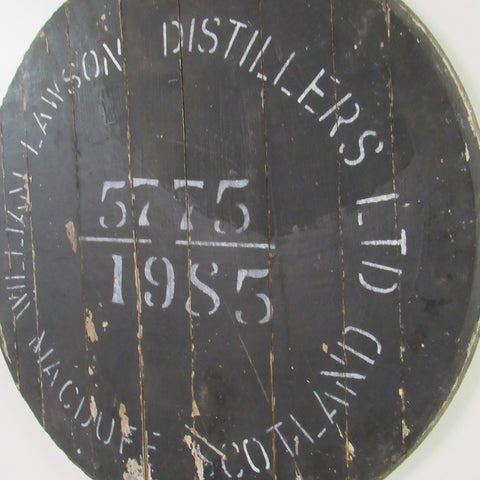 WILLIAM LAWSON DISTILLERS LTD
5775
1985
MACDUFF SCOTLAND